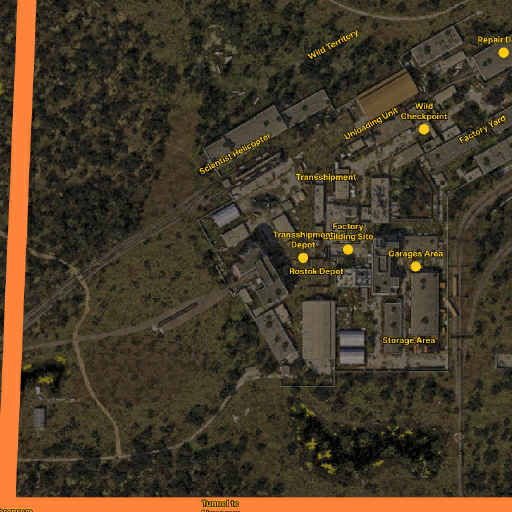 Wild Territory
Repair D
Wild
Checkpoint
Unloading Unit
Factory Yard
Scientist Helicopter
Transshipment
Factory
Building Site
Transshipment
Depot
Garages Area
Rostok Depot
Storage Area
Tunnel to